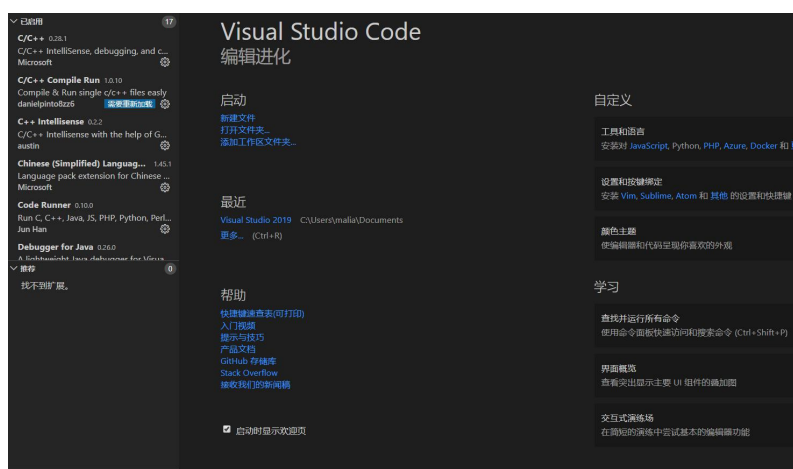 已启用 17
C/C++ 0.28.1
C/C++ IntelliSense, debugging, and c...
Microsoft
C/C++ Compile Run 1.0.10
Compile & Run single c/c++ files easly
danielpinto8zz6 需要重新加载
C++ Intellisense 0.2.2
C/C++ Intellisense with the help of G...
austin
Chinese (Simplified) Languag... 1.45.1
Language pack extension for Chinese ...
Microsoft
Code Runner 0.10.0
Run C, C++, Java, JS, PHP, Python, Perl...
Jun Han
Debugger for Java 0.26.0
A lightweight Java debugger for Visua...
推荐 0
找不到扩展。
Visual Studio Code
编辑进化
启动
新建文件
打开文件夹...
添加工作区文件夹...
最近
Visual Studio 2019 C:\Users\malia\Documents
更多... (Ctrl+R)
帮助
快捷键速查表(可打印)
入门视频
提示与技巧
产品文档
GitHub 存储库
Stack Overflow
接收我们的新闻稿
启动时显示欢迎页
自定义
工具和语言
安装对 JavaScript, Python, PHP, Azure, Docker 和
设置和按键绑定
安装 Vim, Sublime, Atom 和 其他 的设置和快捷键
颜色主题
使编辑器和代码呈现你喜欢的外观
学习
查找并运行所有命令
使用命令面板快速访问和搜索命令 (Ctrl+Shift+P)
界面概览
查看突出显示主要 UI 组件的叠加图
交互式演练场
在简短的演练中尝试基本的编辑器功能